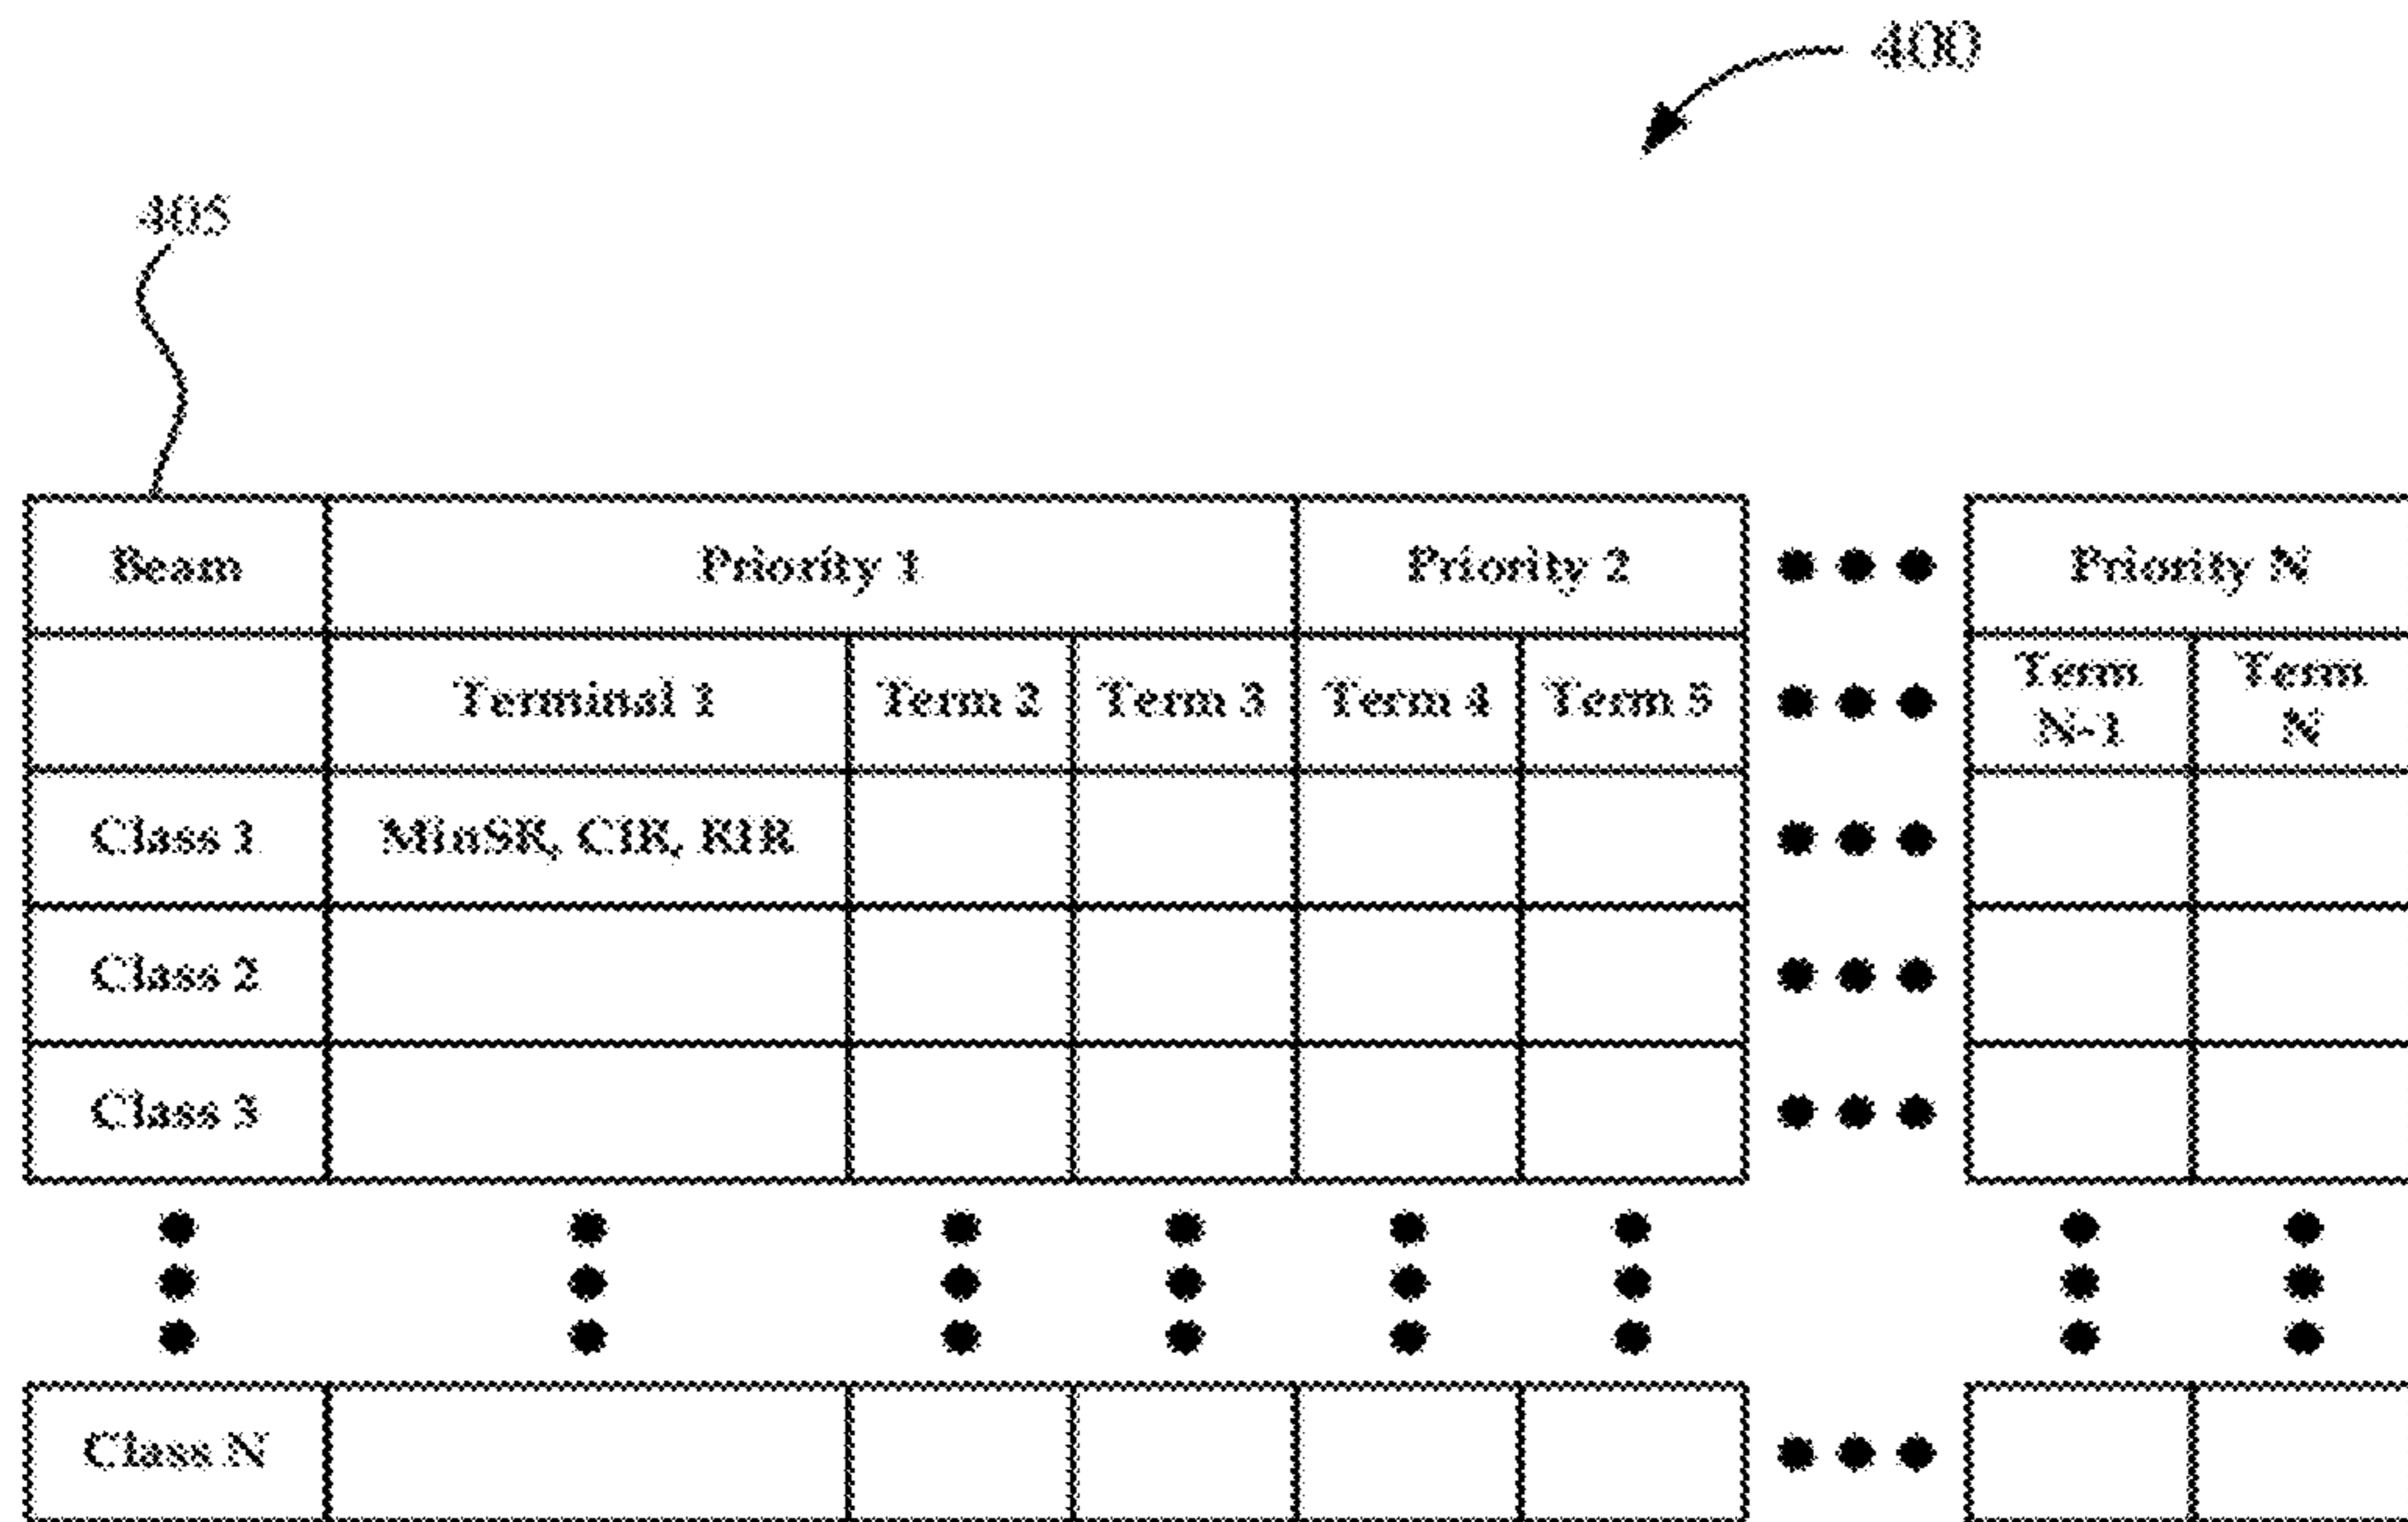 400
405
Beam Priority 1 Priority 2 Priority N
Terminal 1 Term 2 Term 3 Term 4 Term 5 Term N-1 Term N
Class 1 MinSR, CIR, RIR
Class 2
Class 3
Class N